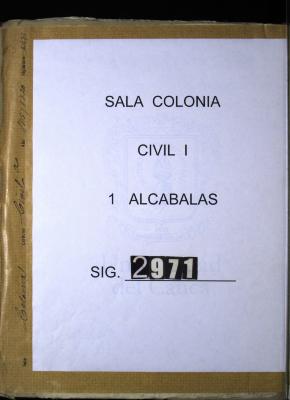 SALA COLONIA
CIVIL I
1 ALCABALAS
SIG. 2971